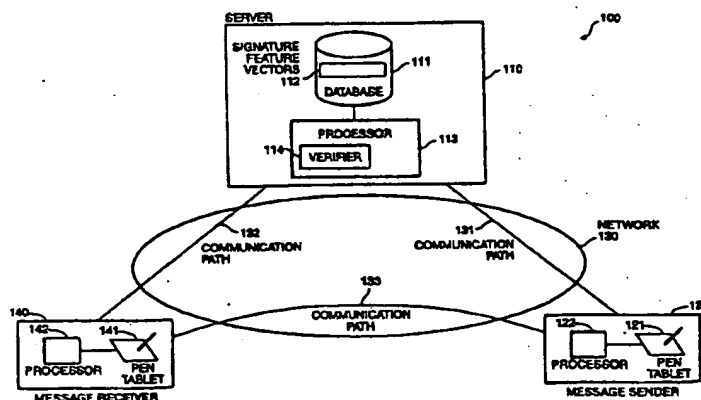 SERVER
100
SIGNATURE
FEATURE
VECTORS
112
111
DATABASE
110
PROCESSOR
113
114
VERIFIER
NETWORK
130
132
131
COMMUNICATION
PATH
COMMUNICATION
PATH
133
COMMUNICATION
PATH
140
142
141
PROCESSOR
PEN
TABLET
MESSAGE RECEIVER
122
121
PROCESSOR
PEN
TABLET
MESSAGE SENDER